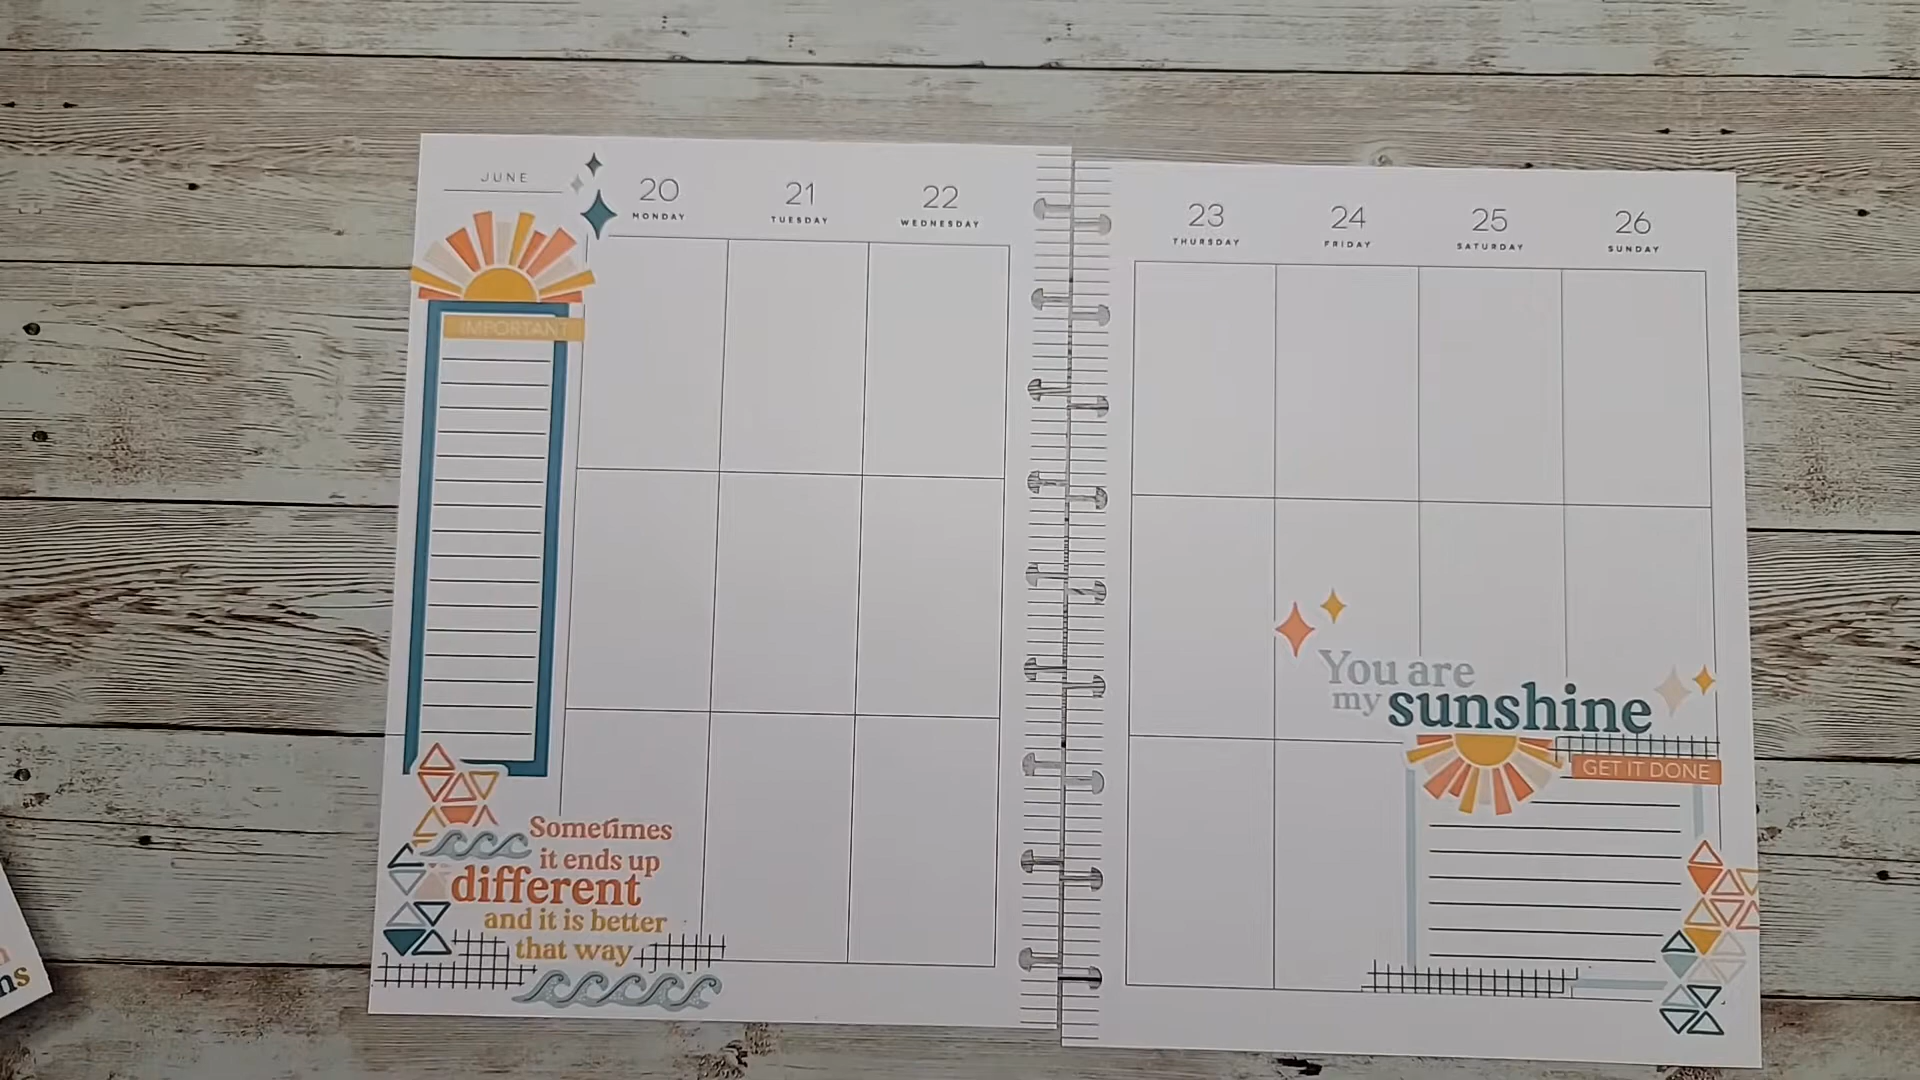 JUNE
20
MONDAY
21
TUESDAY
22
WEDNESDAY
IMPORTANT
Sometimes
it ends up
different
and it is better
that way
23
THURSDAY
24
FRIDAY
25
SATURDAY
26
SUNDAY
You are
my sunshine
GET IT DONE